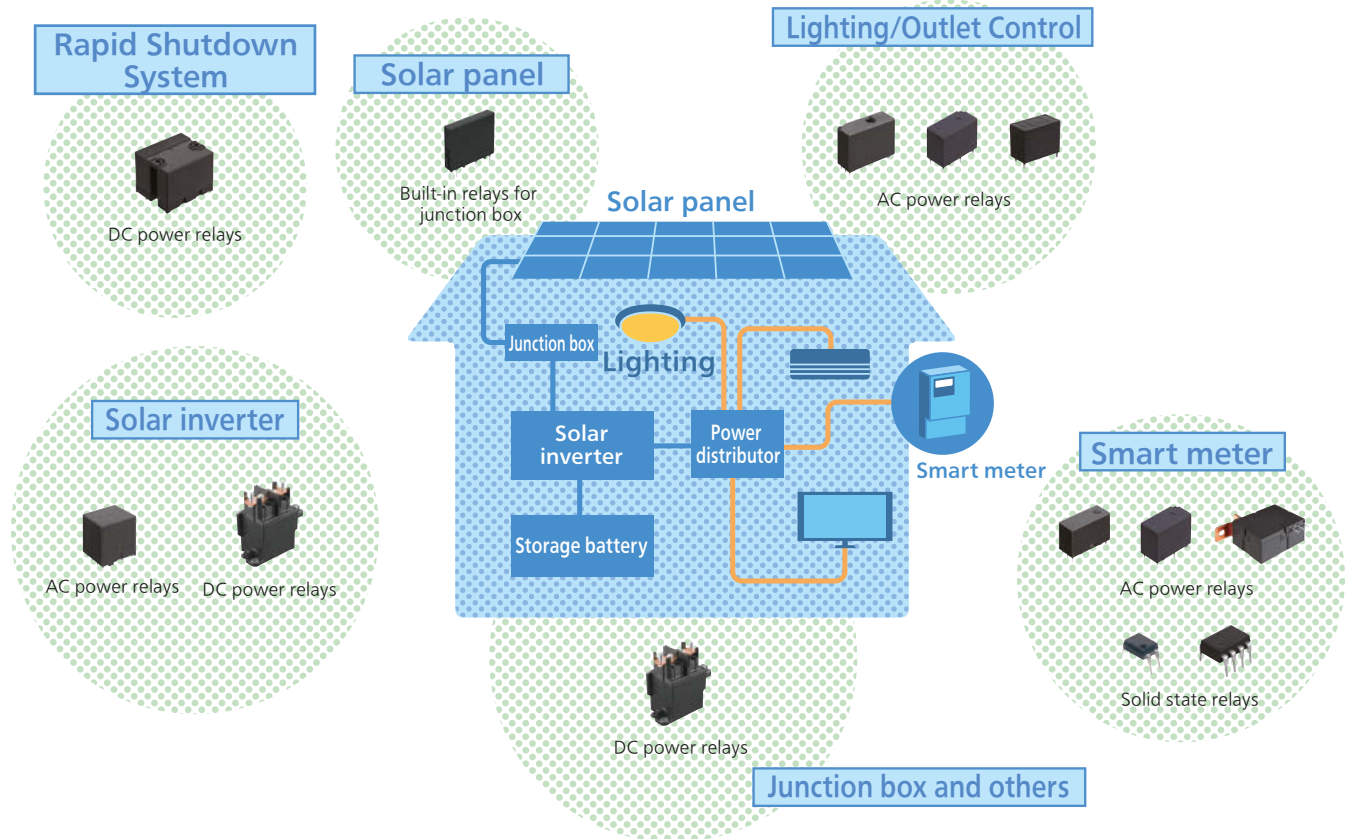 Rapid Shutdown
System
DC power relays
Solar panel
Built-in relays for
junction box
Lighting/Outlet Control
AC power relays
Solar panel
Junction box
Lighting
Solar
inverter
Power
distributor
Storage battery
Smart meter
Solar inverter
AC power relays
DC power relays
Smart meter
AC power relays
Solid state relays
DC power relays
Junction box and others